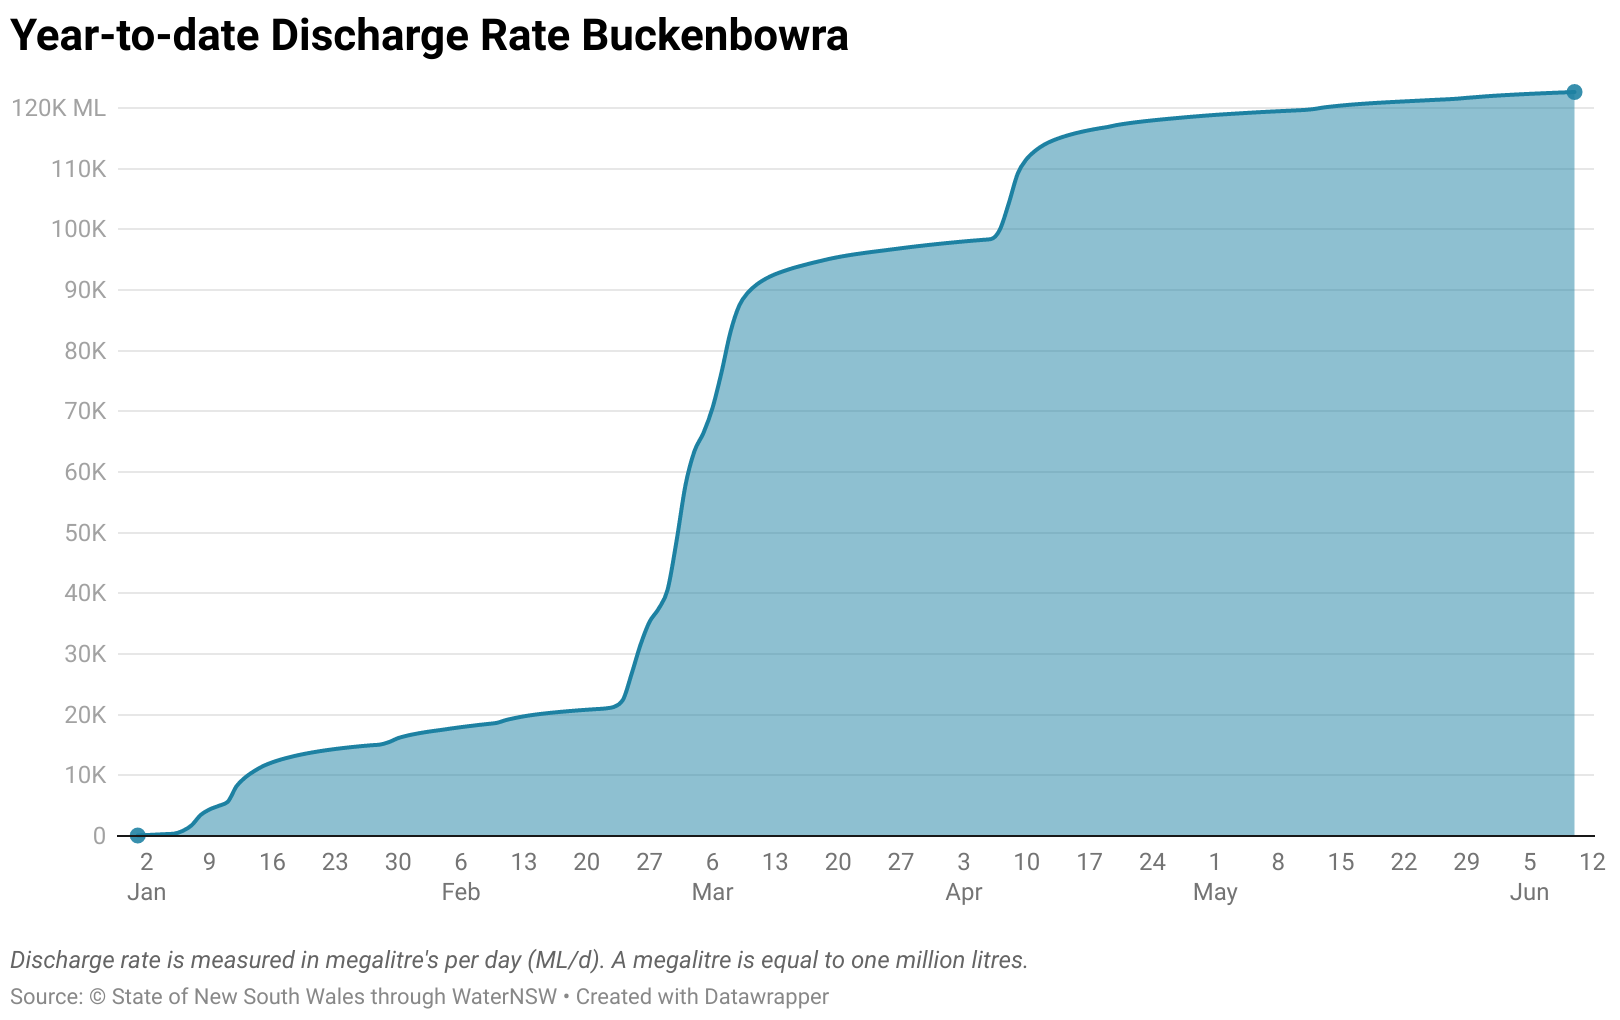 Year-to-date Discharge Rate Buckenbowra
120K ML
110K
100K
90K
80K
70K
60K
50K
40K
30K
20K
10K
0
2 9 16 23 30 6 13 20 27 6 13 20 27 3 10 17 24 1 8 15 22 29 5 12
Jan Feb Mar Apr May Jun
Discharge rate is measured in megalitre's per day (ML/d). A megalitre is equal to one million litres.
Source: © State of New South Wales through WaterNSW • Created with Datawrapper